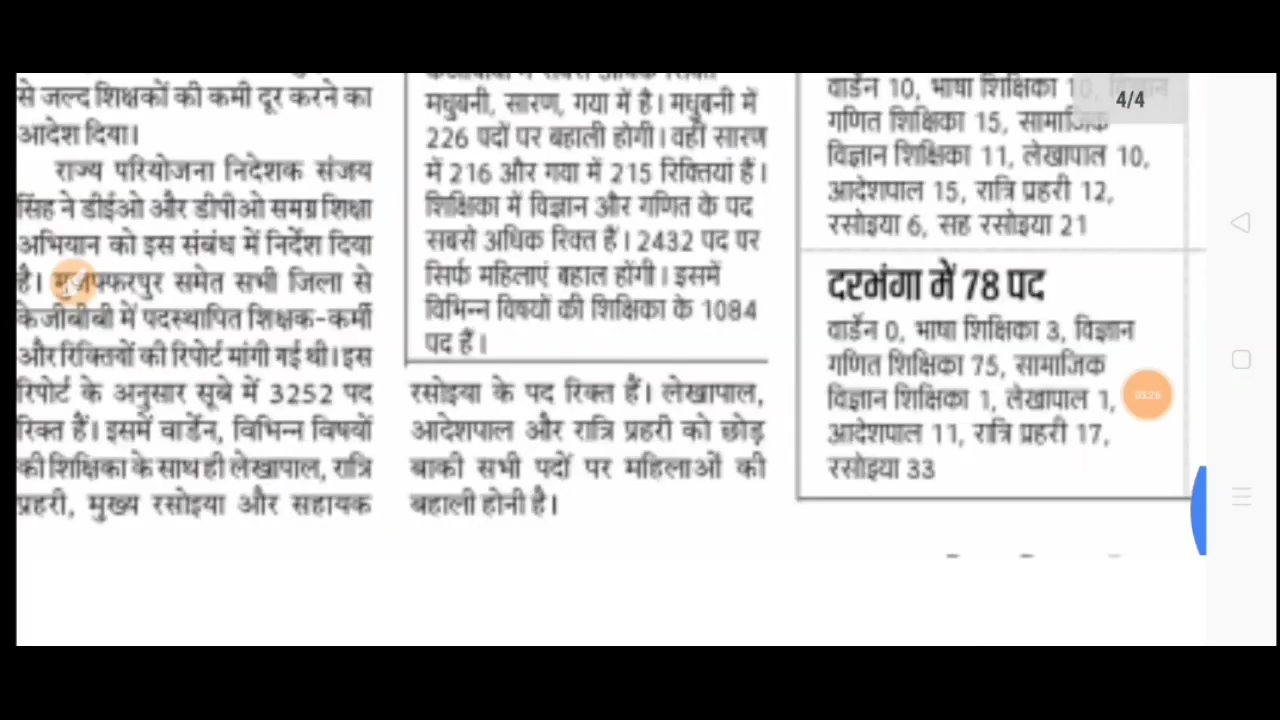 से जल्द शिक्षकों की कमी दूर करने का
आदेश दिया।
राज्य परियोजना निदेशक संजय
सिंह ने डीईओ और डीपीओ समग्र शिक्षा
अभियान को इस संबंध में निर्देश दिया
है। मुजफ्फरपुर समेत सभी जिला से
केजीबीबी में पदस्थापित शिक्षक-कर्मी
और रिक्तियों की रिपोर्ट मांगी गई थी। इस
रिपोर्ट के अनुसार सूबे में 3252 पद
रिक्त हैं। इसमें वार्डेन, विभिन्न विषयों
की शिक्षिका के साथ ही लेखापाल, रात्रि
प्रहरी, मुख्य रसोइया और सहायक
मधुबनी, सारण, गया में है। मधुबनी में
226 पदों पर बहाली होगी। वहीं सारण
में 216 और गया में 215 रिक्तियां हैं।
शिक्षिका में विज्ञान और गणित के पद
सबसे अधिक रिक्त हैं। 2432 पद पर
सिर्फ महिलाएं बहाल होंगी। इसमें
विभिन्न विषयों की शिक्षिका के 1084
पद हैं।
रसोइया के पद रिक्त हैं। लेखापाल,
आदेशपाल और रात्रि प्रहरी को छोड़
बाकी सभी पदों पर महिलाओं की
बहाली होनी है।
वार्डेन 10, भाषा शिक्षिका 10, विज्ञान
गणित शिक्षिका 15, सामाजिक
विज्ञान शिक्षिका 11, लेखापाल 10,
आदेशपाल 15, रात्रि प्रहरी 12,
रसोइया 6, सह रसोइया 21
दरभंगा में 78 पद
वार्डेन 0, भाषा शिक्षिका 3, विज्ञान
गणित शिक्षिका 75, सामाजिक
विज्ञान शिक्षिका 1, लेखापाल 1,
आदेशपाल 11, रात्रि प्रहरी 17,
रसोइया 33
4/4
05:26